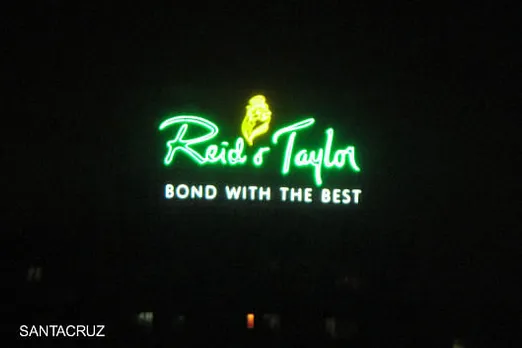 Reid & Taylor
BOND WITH THE BEST
SANTACRUZ